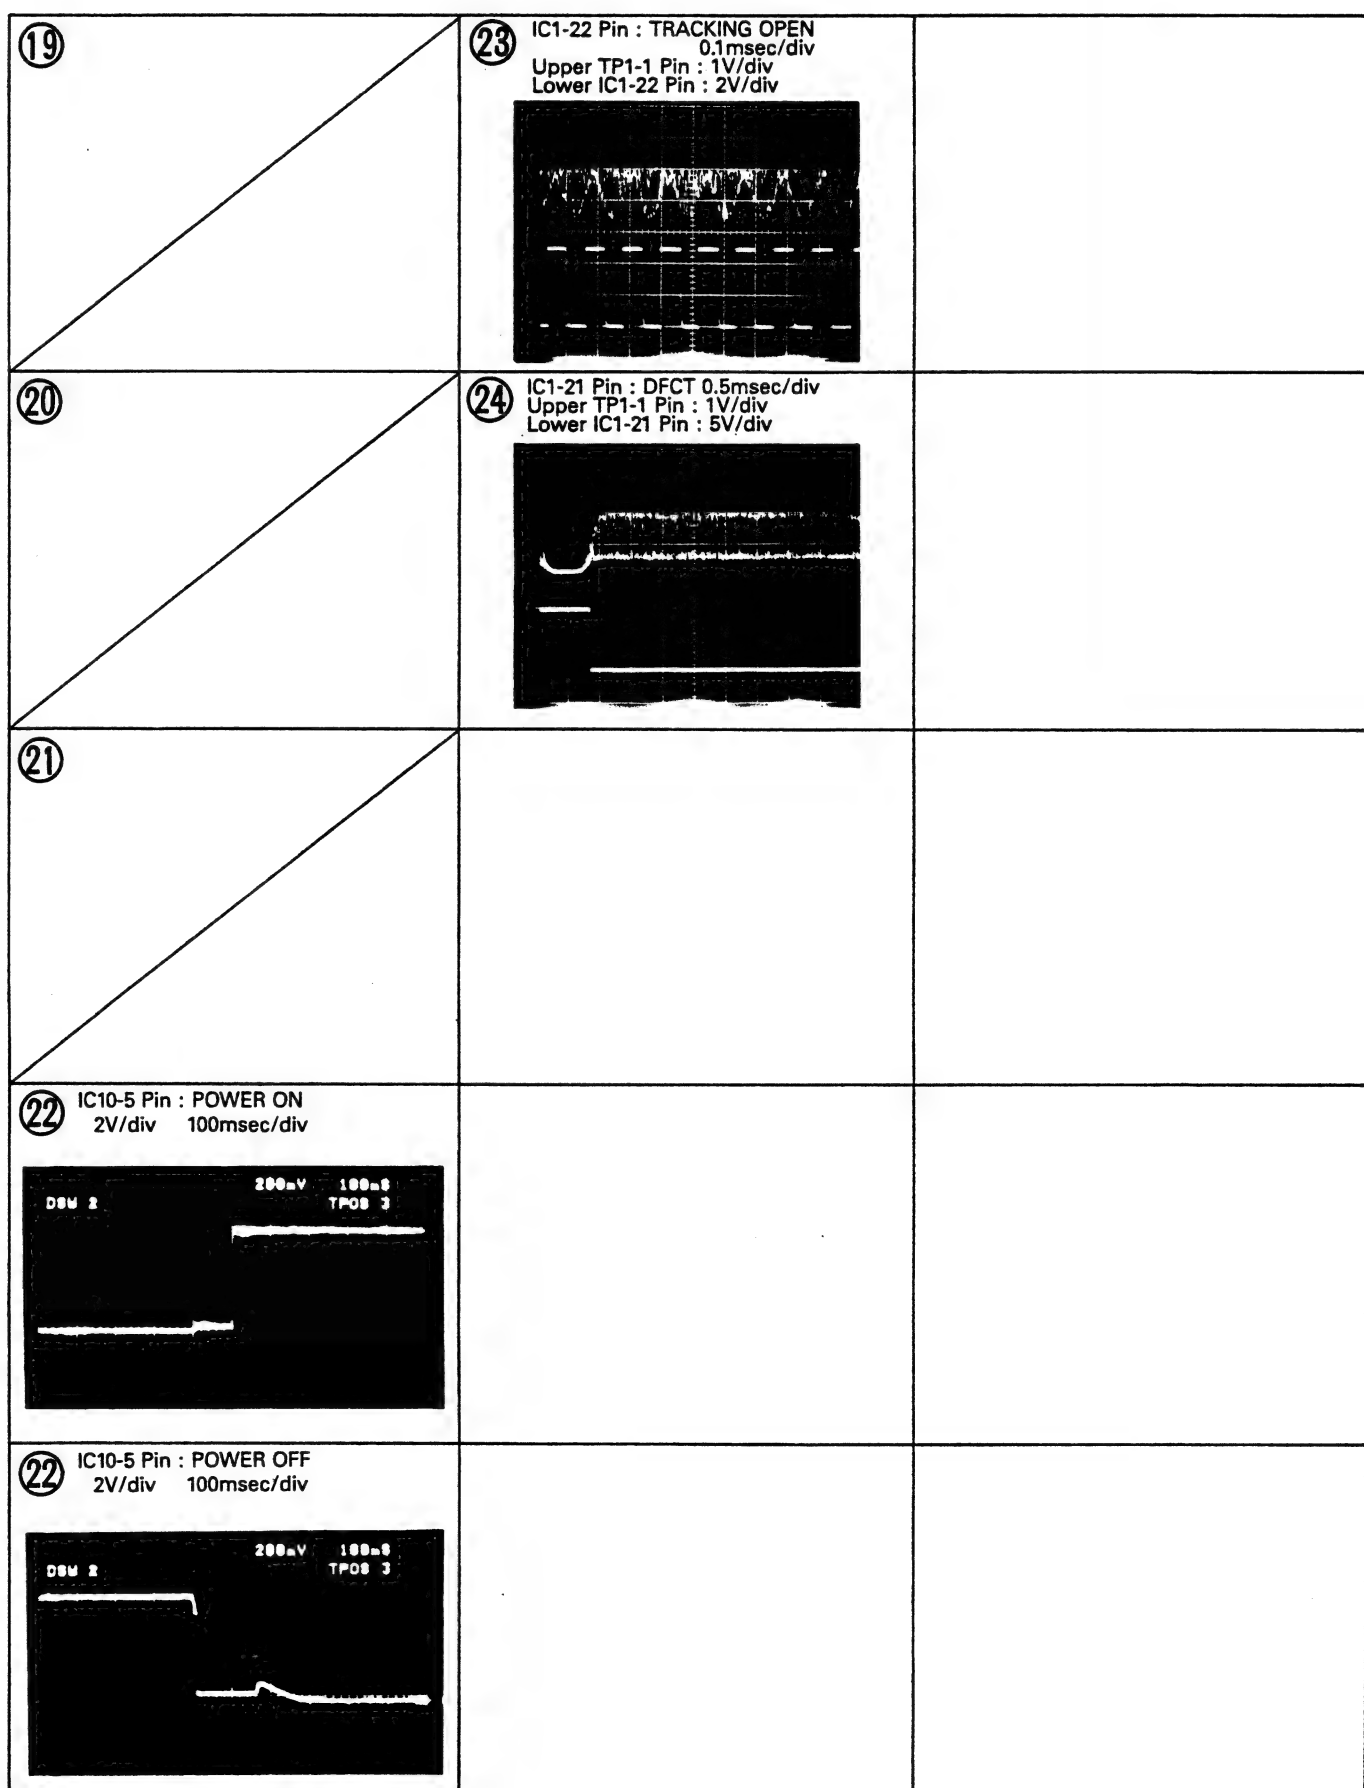 19
20
21
22 IC10-5 Pin : POWER ON
2V/div 100msec/div
200mV 100mS
DSW 2 TPOS 3
22 IC10-5 Pin : POWER OFF
2V/div 100msec/div
200mV 100mS
DSW 2 TPOS 3
23 IC1-22 Pin : TRACKING OPEN
0.1msec/div
Upper TP1-1 Pin : 1V/div
Lower IC1-22 Pin : 2V/div
24 IC1-21 Pin : DFCT 0.5msec/div
Upper TP1-1 Pin : 1V/div
Lower IC1-21 Pin : 5V/div